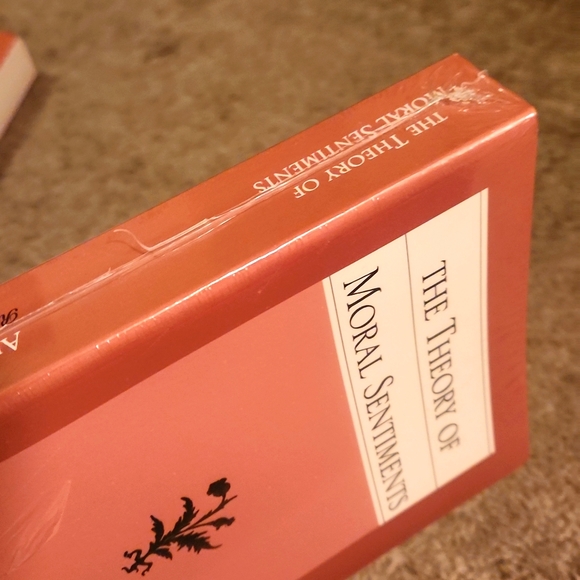 THE THEORY OF
MORAL SENTIMENTS
THE THEORY OF
MORAL SENTIMENTS